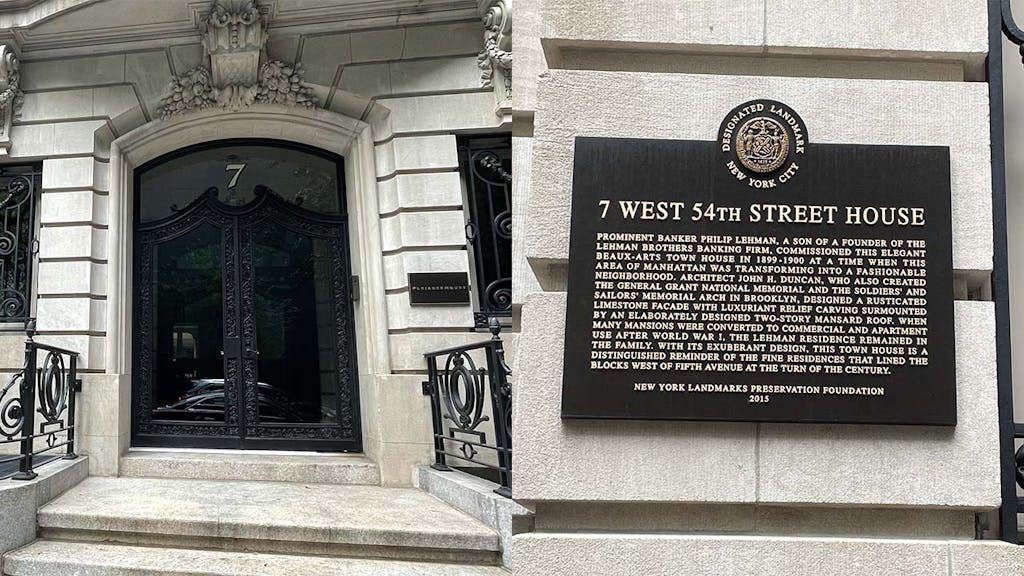 7
PLEIADESHOUSE
DESIGNATED LANDMARK
NEW YORK CITY
7 WEST 54TH STREET HOUSE
PROMINENT BANKER PHILIP LEHMAN, A SON OF A FOUNDER OF THE
LEHMAN BROTHERS BANKING FIRM, COMMISSIONED THIS ELEGANT
BEAUX-ARTS TOWN HOUSE IN 1899-1900 AT A TIME WHEN THIS
AREA OF MANHATTAN WAS TRANSFORMING INTO A FASHIONABLE
NEIGHBORHOOD. ARCHITECT JOHN H. DUNCAN, WHO ALSO CREATED
THE GENERAL GRANT NATIONAL MEMORIAL AND THE SOLDIERS' AND
SAILORS' MEMORIAL ARCH IN BROOKLYN, DESIGNED A RUSTICATED
LIMESTONE FACADE WITH LUXURIANT RELIEF CARVING SURMOUNTED
BY AN ELABORATELY DESIGNED TWO-STORY MANSARD ROOF. WHEN
MANY MANSIONS WERE CONVERTED TO COMMERCIAL AND APARTMENT
USE AFTER WORLD WAR I, THE LEHMAN RESIDENCE REMAINED IN
THE FAMILY. WITH ITS EXUBERANT DESIGN, THIS TOWN HOUSE IS A
DISTINGUISHED REMINDER OF THE FINE RESIDENCES THAT LINED THE
BLOCKS WEST OF FIFTH AVENUE AT THE TURN OF THE CENTURY.
NEW YORK LANDMARKS PRESERVATION FOUNDATION
2015